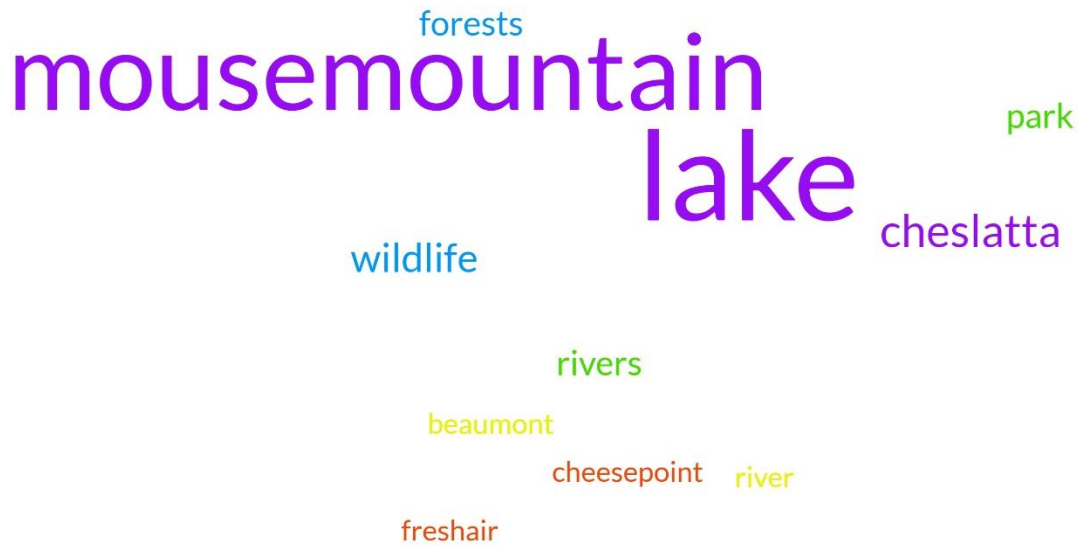 forests
mousemountain
park
lake
cheslatta
wildlife
rivers
beaumont
cheesepoint
river
freshair